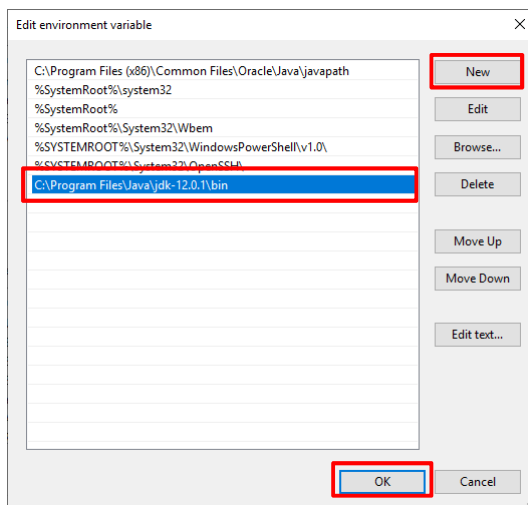 Edit environment variable
C:\Program Files (x86)\Common Files\Oracle\Java\javapath
%SystemRoot%\system32
%SystemRoot%
%SystemRoot%\System32\Wbem
%SYSTEMROOT%\System32\WindowsPowerShell\v1.0\
%SYSTEMROOT%\System32\OpenSSH\
C:\Program Files\Java\jdk-12.0.1\bin
New
Edit
Browse...
Delete
Move Up
Move Down
Edit text...
OK
Cancel